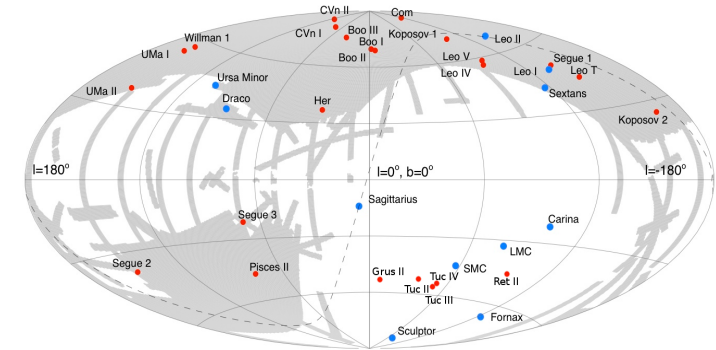 CVn II
Com
Willman 1
CVn I
Boo III
Koposov 1
Leo II
UMa I
Boo I
Boo II
Leo V
Segue 1
Leo IV
Leo I
Leo T
Ursa Minor
UMa II
Draco
Sextans
Her
Koposov 2
l=180°
l=0°, b=0°
l=-180°
Sagittarius
Segue 3
Carina
LMC
Segue 2
Pisces II
SMC
Grus II
Tuc IV
Tuc II
Ret II
Tuc III
Fornax
Sculptor